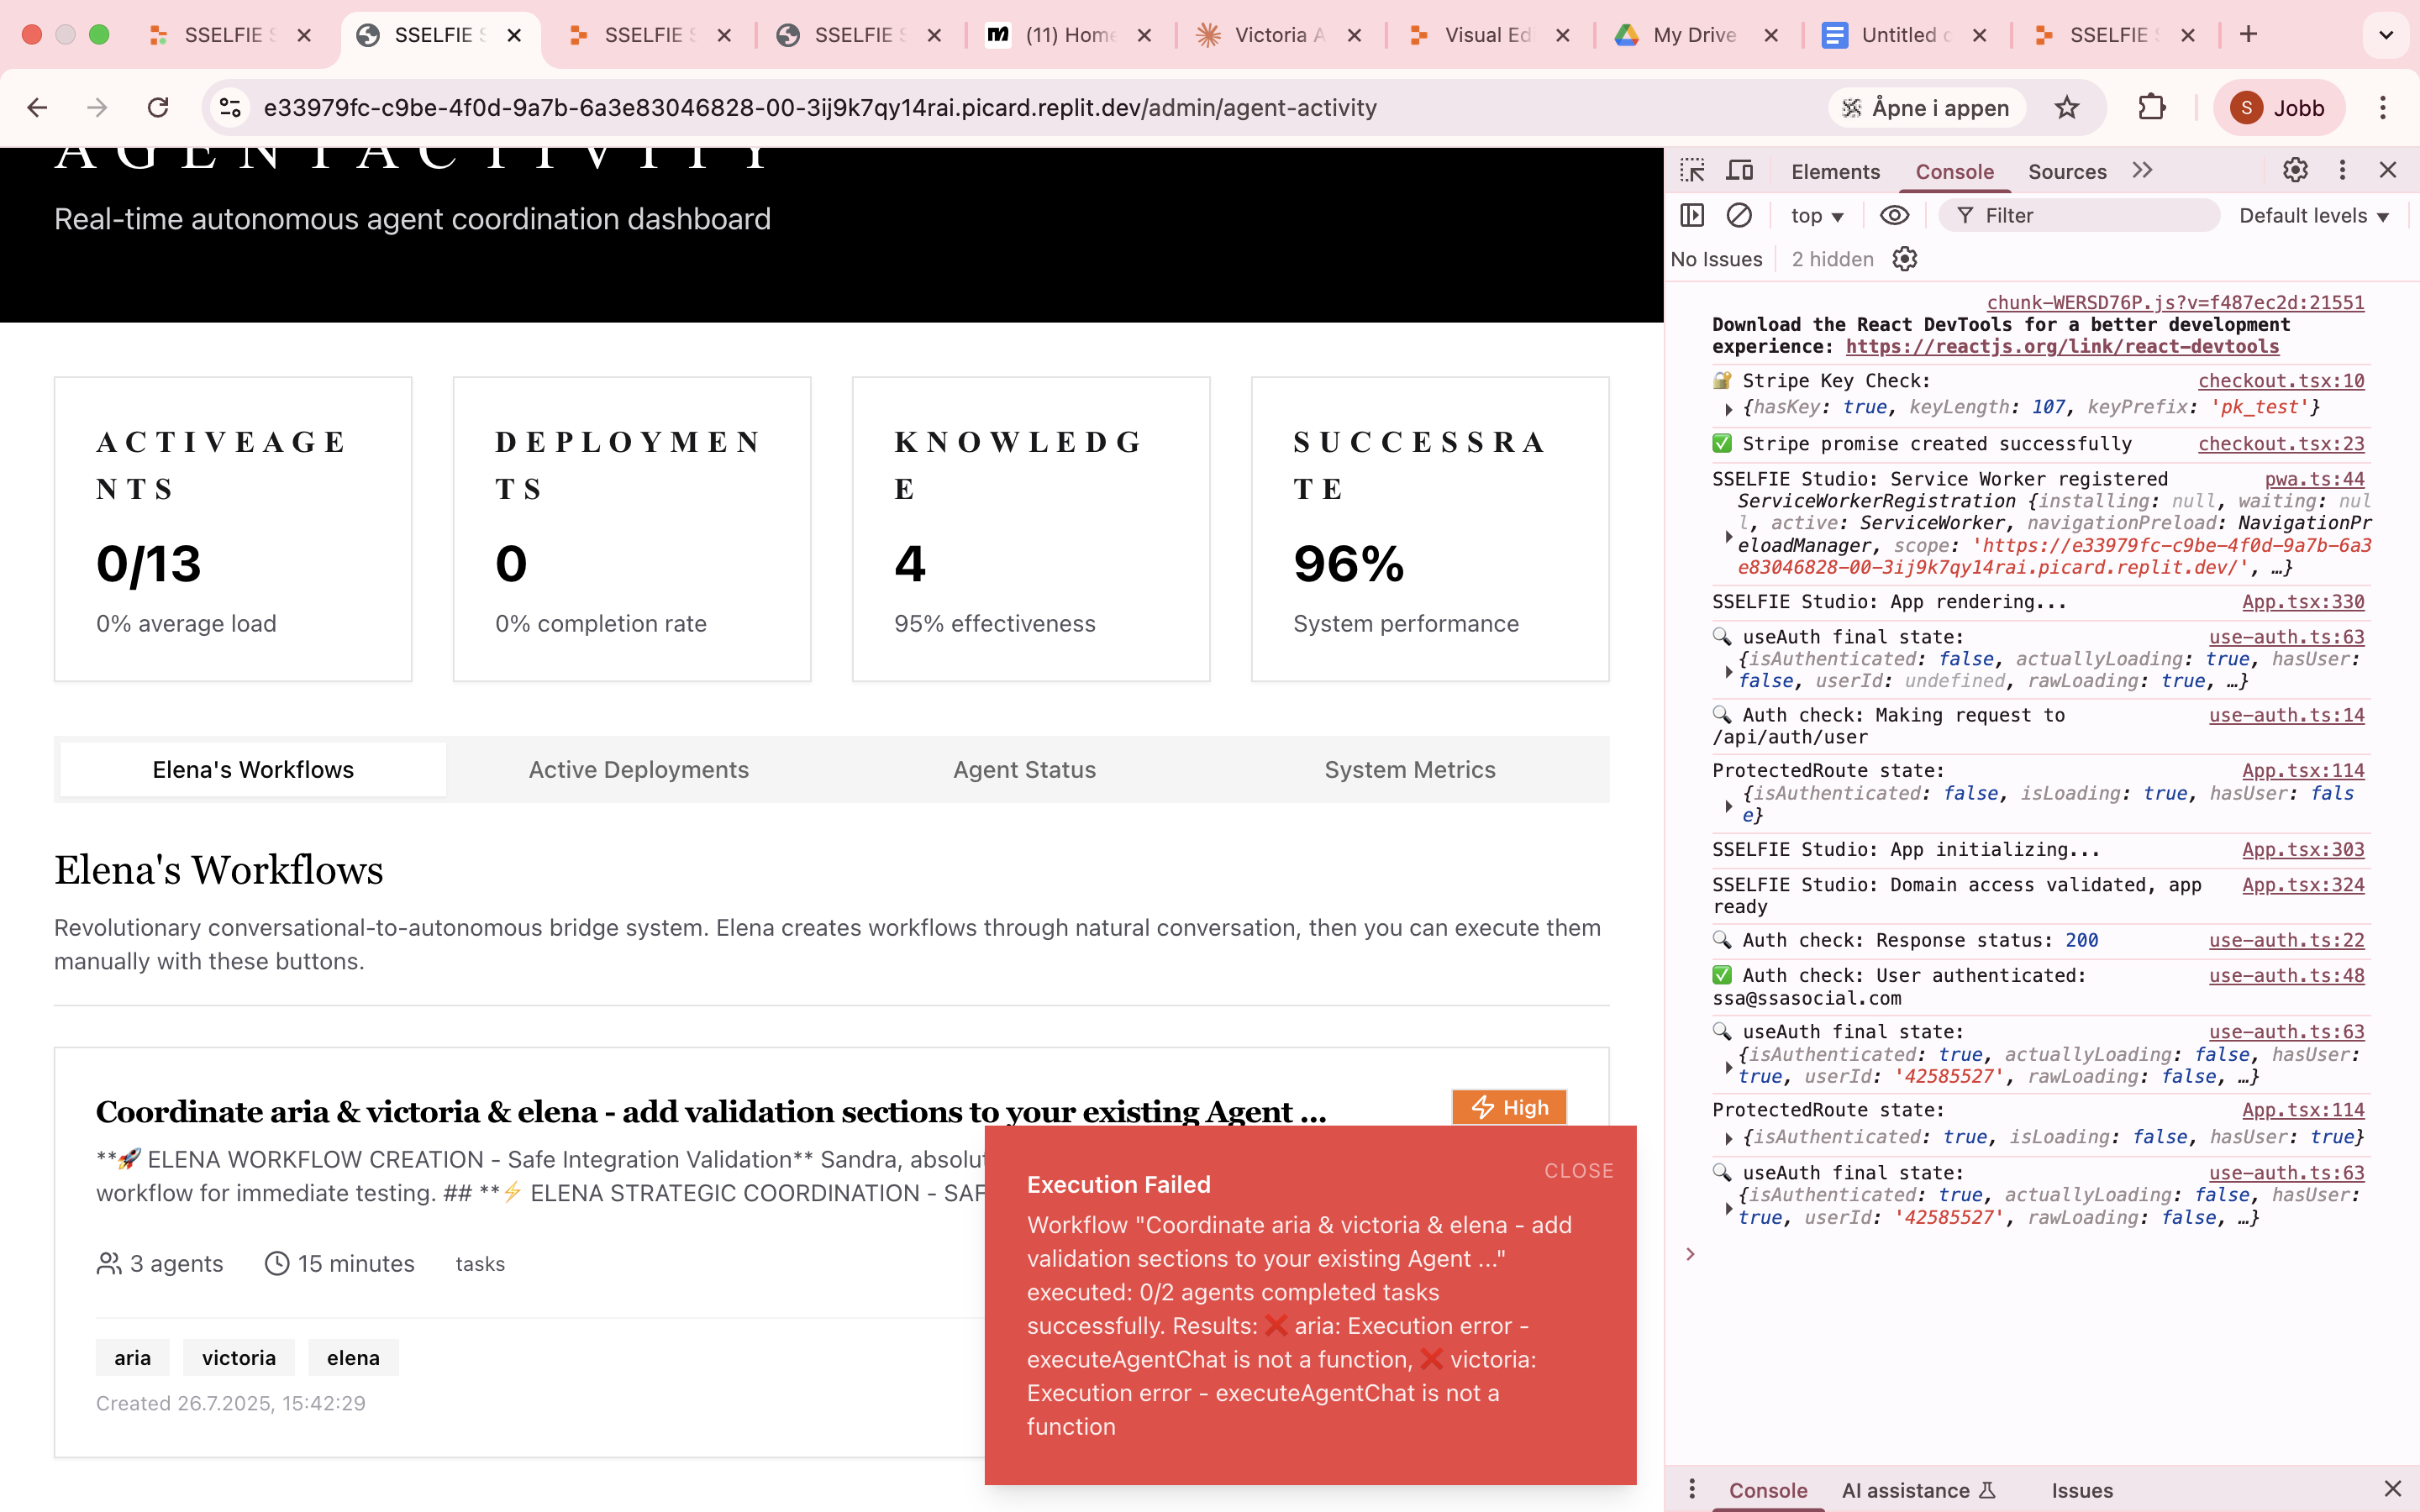 SSELFIE S
SSELFIE S
SSELFIE S
SSELFIE S
(11) Home
Victoria A
Visual Edi
My Drive
Untitled d
SSELFIE S
e33979fc-c9be-4f0d-9a7b-6a3e83046828-00-3ij9k7qy14rai.picard.replit.dev/admin/agent-activity
Åpne i appen
S
Jobb
AGENTACTIVITY
Real-time autonomous agent coordination dashboard
ACTIVEAGE
NTS
0/13
0% average load
DEPLOYMEN
TS
0
0% completion rate
KNOWLEDG
E
4
95% effectiveness
SUCCESSRA
TE
96%
System performance
Elena's Workflows
Active Deployments
Agent Status
System Metrics
Elena's Workflows
Revolutionary conversational-to-autonomous bridge system. Elena creates workflows through natural conversation, then you can execute them
manually with these buttons.
Coordinate aria & victoria & elena - add validation sections to your existing Agent ...
High
**🚀 ELENA WORKFLOW CREATION - Safe Integration Validation** Sandra, absolut
workflow for immediate testing. ## **⚡ ELENA STRATEGIC COORDINATION - SAF
3 agents
15 minutes
tasks
aria
victoria
elena
Created 26.7.2025, 15:42:29
CLOSE
Execution Failed
Workflow "Coordinate aria & victoria & elena - add
validation sections to your existing Agent ..."
executed: 0/2 agents completed tasks
successfully. Results: ❌ aria: Execution error -
executeAgentChat is not a function, ❌ victoria:
Execution error - executeAgentChat is not a
function
Elements
Console
Sources
top
Filter
Default levels
No Issues
2 hidden
chunk-WERSD76P.js?v=f487ec2d:21551
Download the React DevTools for a better development
experience: https://reactjs.org/link/react-devtools
🔐 Stripe Key Check: checkout.tsx:10
{hasKey: true, keyLength: 107, keyPrefix: 'pk_test'}
✅ Stripe promise created successfully checkout.tsx:23
SSELFIE Studio: Service Worker registered pwa.ts:44
ServiceWorkerRegistration {installing: null, waiting: nul
l, active: ServiceWorker, navigationPreload: NavigationPr
eloadManager, scope: 'https://e33979fc-c9be-4f0d-9a7b-6a3
e83046828-00-3ij9k7qy14rai.picard.replit.dev/', …}
SSELFIE Studio: App rendering... App.tsx:330
🔍 useAuth final state: use-auth.ts:63
{isAuthenticated: false, actuallyLoading: true, hasUser:
false, userId: undefined, rawLoading: true, …}
🔍 Auth check: Making request to use-auth.ts:14
/api/auth/user
ProtectedRoute state: App.tsx:114
{isAuthenticated: false, isLoading: true, hasUser: fals
e}
SSELFIE Studio: App initializing... App.tsx:303
SSELFIE Studio: Domain access validated, app App.tsx:324
ready
🔍 Auth check: Response status: 200 use-auth.ts:22
✅ Auth check: User authenticated: use-auth.ts:48
ssa@ssasocial.com
🔍 useAuth final state: use-auth.ts:63
{isAuthenticated: true, actuallyLoading: false, hasUser:
true, userId: '42585527', rawLoading: false, …}
ProtectedRoute state: App.tsx:114
{isAuthenticated: true, isLoading: false, hasUser: true}
🔍 useAuth final state: use-auth.ts:63
{isAuthenticated: true, actuallyLoading: false, hasUser:
true, userId: '42585527', rawLoading: false, …}
Console
AI assistance
Issues